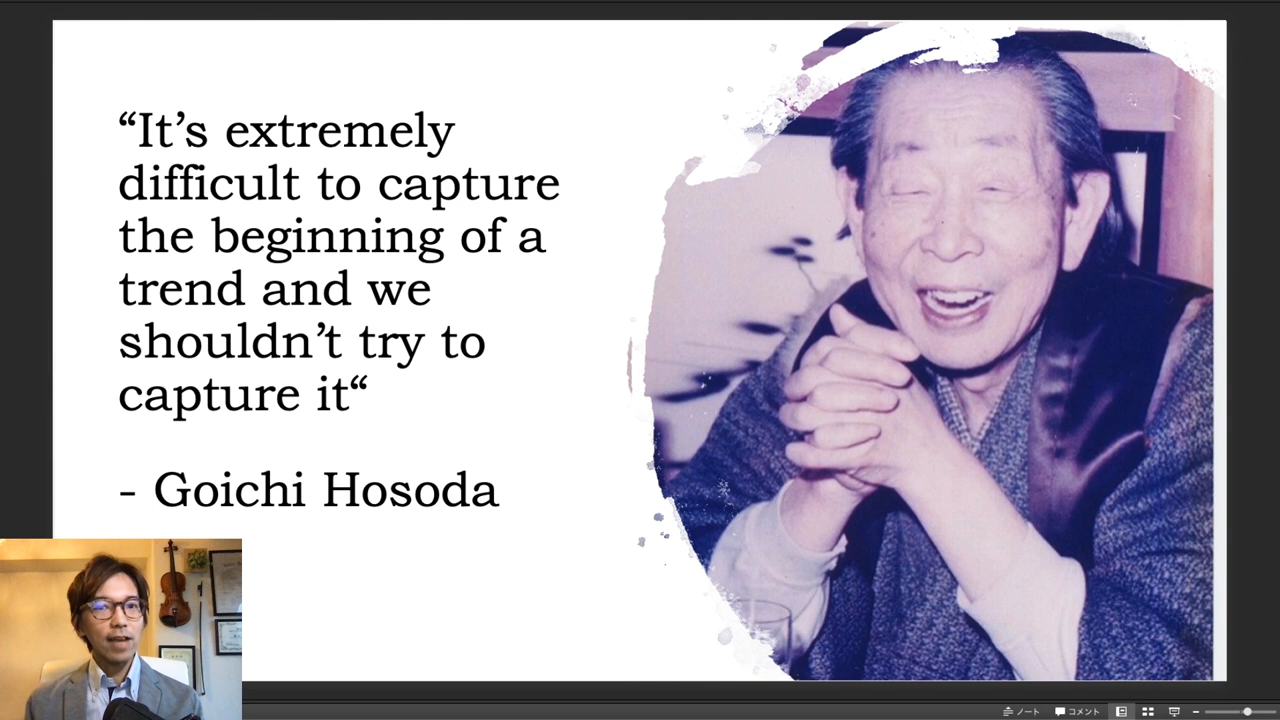 “It’s extremely
difficult to capture
the beginning of a
trend and we
shouldn’t try to
capture it“
- Goichi Hosoda
ノート コメント